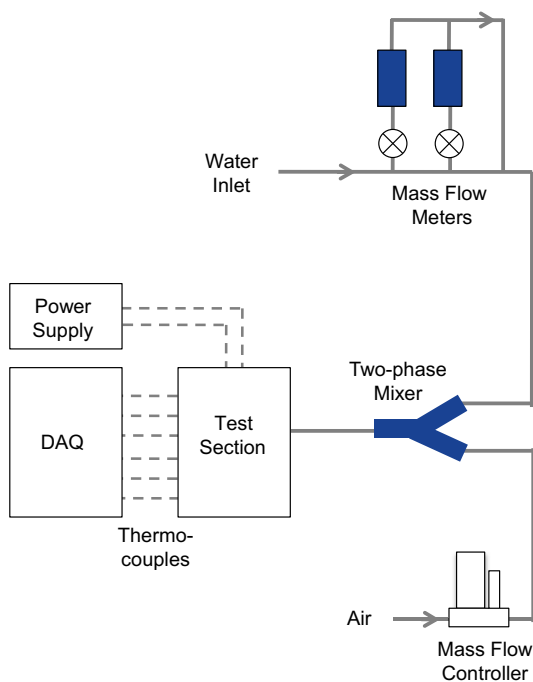 Water
Inlet
Mass Flow
Meters
Power
Supply
Two-phase
Mixer
DAQ
Test
Section
Thermo-
couples
Air
Mass Flow
Controller